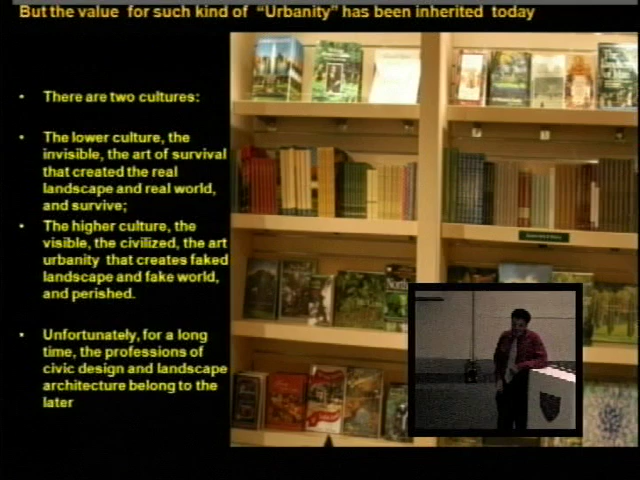 But the value for such kind of “Urbanity” has been inherited today
• There are two cultures:
• The lower culture, the
invisible, the art of survival
that created the real
landscape and real world,
and survive;
• The higher culture, the
visible, the civilized, the art
urbanity that creates faked
landscape and fake world,
and perished.
• Unfortunately, for a long
time, the professions of
civic design and landscape
architecture belong to the
later